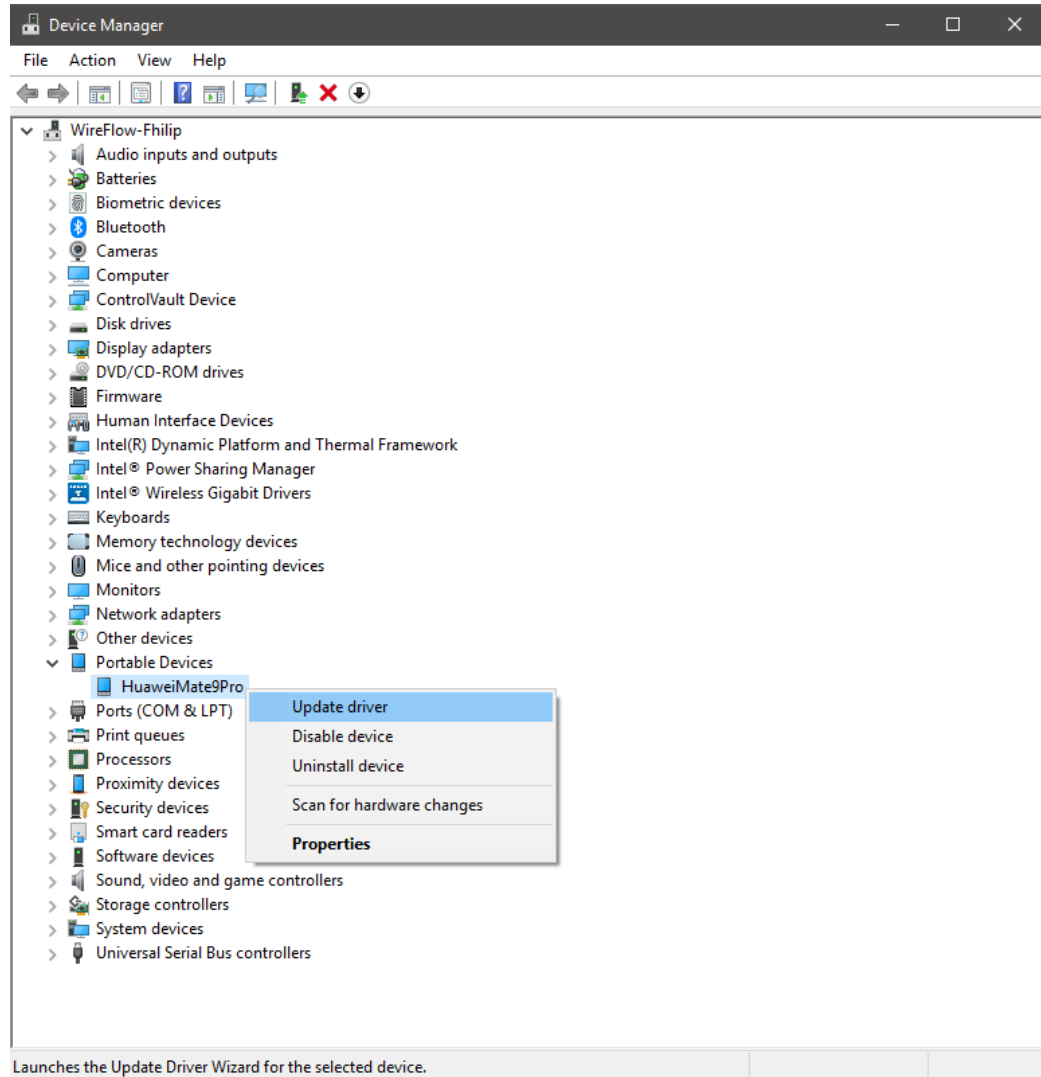 Device Manager
File Action View Help
WireFlow-Fhilip
Audio inputs and outputs
Batteries
Biometric devices
Bluetooth
Cameras
Computer
ControlVault Device
Disk drives
Display adapters
DVD/CD-ROM drives
Firmware
Human Interface Devices
Intel(R) Dynamic Platform and Thermal Framework
Intel® Power Sharing Manager
Intel® Wireless Gigabit Drivers
Keyboards
Memory technology devices
Mice and other pointing devices
Monitors
Network adapters
Other devices
Portable Devices
HuaweiMate9Pro
Ports (COM & LPT)
Print queues
Processors
Proximity devices
Security devices
Smart card readers
Software devices
Sound, video and game controllers
Storage controllers
System devices
Universal Serial Bus controllers
Update driver
Disable device
Uninstall device
Scan for hardware changes
Properties
Launches the Update Driver Wizard for the selected device.